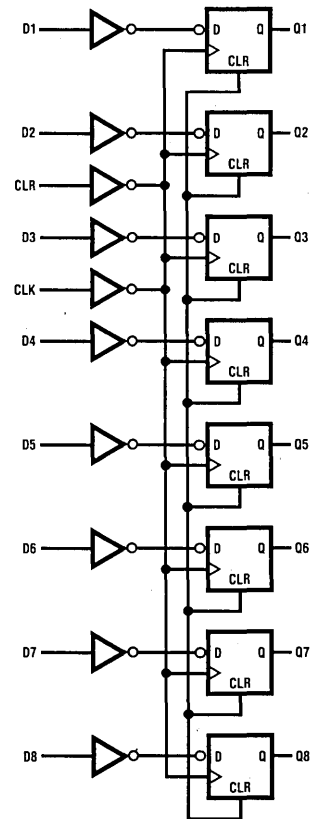 D1 D Q Q1
CLR
D2 D Q Q2
CLR
CLR
D3 D Q Q3
CLR
CLK
D4 D Q Q4
CLR
D5 D Q Q5
CLR
D6 D Q Q6
CLR
D7 D Q Q7
CLR
D8 D Q Q8
CLR